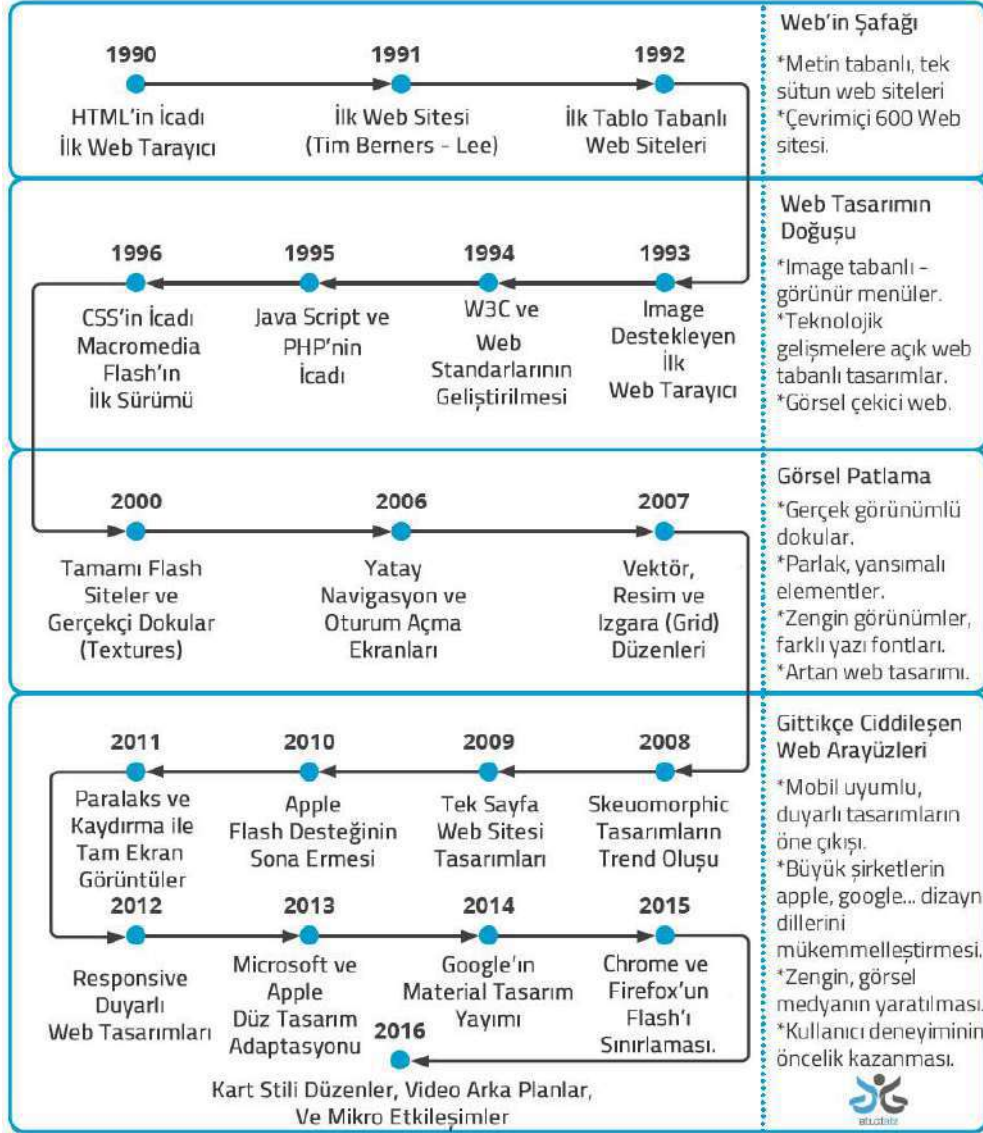 1990
HTML'in İcadı
İlk Web Tarayıcı
1991
İlk Web Sitesi
(Tim Berners - Lee)
1992
İlk Tablo Tabanlı
Web Siteleri
Web'in Şafağı
*Metin tabanlı, tek
sütun web siteleri
*Çevrimiçi 600 Web
sitesi.
1993
Image
Destekleyen
İlk
Web Tarayıcı
1994
W3C ve
Web
Standartlarının
Geliştirilmesi
1995
Java Script ve
PHP'nin
İcadı
1996
CSS'in İcadı
Macromedia
Flash'ın
İlk Sürümü
Web Tasarımın
Doğuşu
*Image tabanlı -
görünür menüler.
*Teknolojik
gelişmelere açık web
tabanlı tasarımlar.
*Görsel çekici web.
2000
Tamamı Flash
Siteler ve
Gerçekçi Dokular
(Textures)
2006
Yatay
Navigasyon ve
Oturum Açma
Ekranları
2007
Vektör,
Resim ve
Izgara (Grid)
Düzenleri
Görsel Patlama
*Gerçek görünümlü
dokular.
*Parlak, yansımalı
elementler.
*Zengin görünümler,
farklı yazı fontları.
*Artan web tasarımı.
2008
Skeuomorphic
Tasarımların
Trend Oluşu
2009
Tek Sayfa
Web Sitesi
Tasarımları
2010
Apple
Flash Desteğinin
Sona Ermesi
2011
Paralaks ve
Kaydırma ile
Tam Ekran
Görüntüler
2012
Responsive
Duyarlı
Web Tasarımları
2013
Microsoft ve
Apple
Düz Tasarım
Adaptasyonu
2014
Google'ın
Material Tasarım
Yayımı
2015
Chrome ve
Firefox'un
Flash'ı
Sınırlaması.
2016
Kart Stili Düzenler, Video Arka Planlar,
Ve Mikro Etkileşimler
Gittikçe Ciddileşen
Web Arayüzleri
*Mobil uyumlu,
duyarlı tasarımların
öne çıkışı.
*Büyük şirketlerin
apple, google... dizayn
dillerini
mükemmelleştirmesi.
*Zengin, görsel
medyanın yaratılması.
*Kullanıcı deneyiminin
öncelik kazanması.